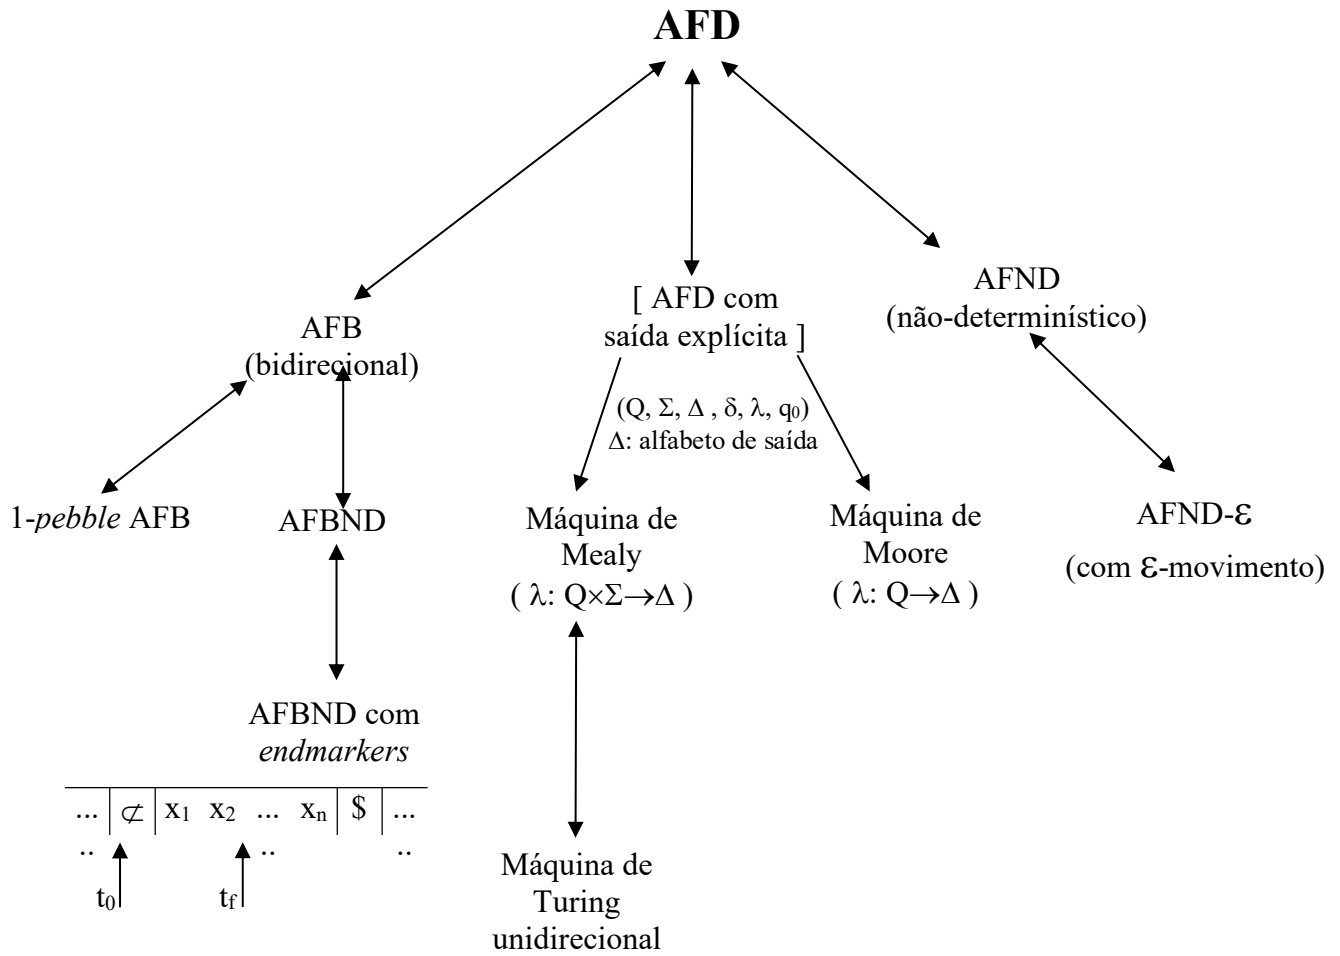 AFD
AFB
(bidirecional)
[ AFD com
saída explícita ]
AFND
(não-determinístico)
(Q, Σ, Δ , δ, λ, q₀)
Δ: alfabeto de saída
1-pebble AFB
AFBND
Máquina de
Mealy
( λ: Q×Σ→Δ )
Máquina de
Moore
( λ: Q→Δ )
AFND-ε
(com ε-movimento)
AFBND com
endmarkers
... ⊄ x₁ x₂ ... xₙ $ ...
.. .. ..
t₀ t_f
Máquina de
Turing
unidirecional